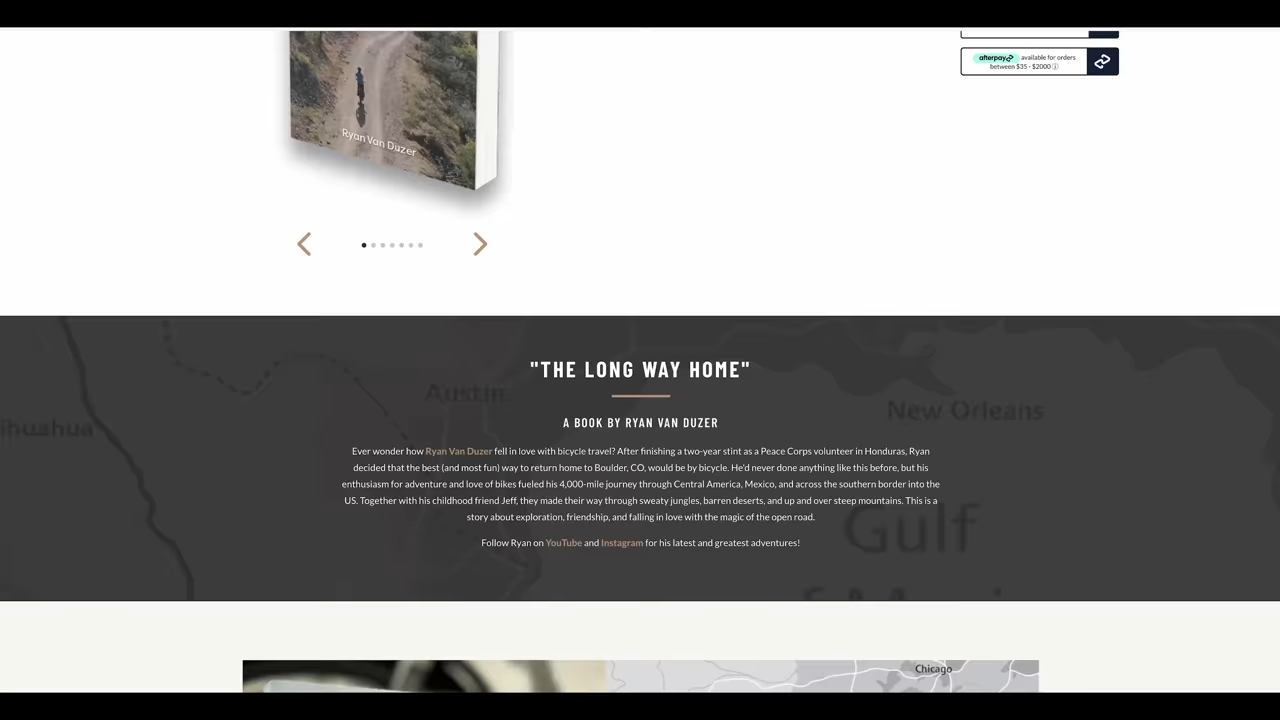 afterpay available for orders
between $35 - $2000 ⓘ
Ryan Van Duzer
"THE LONG WAY HOME"
Austin
New Orleans
A BOOK BY RYAN VAN DUZER
Ever wonder how Ryan Van Duzer fell in love with bicycle travel? After finishing a two-year stint as a Peace Corps volunteer in Honduras, Ryan
decided that the best (and most fun) way to return home to Boulder, CO, would be by bicycle. He'd never done anything like this before, but his
enthusiasm for adventure and love of bikes fueled his 4,000-mile journey through Central America, Mexico, and across the southern border into the
US. Together with his childhood friend Jeff, they made their way through sweaty jungles, barren deserts, and up and over steep mountains. This is a
story about exploration, friendship, and falling in love with the magic of the open road.
Gulf
Follow Ryan on YouTube and Instagram for his latest and greatest adventures!
Chicago